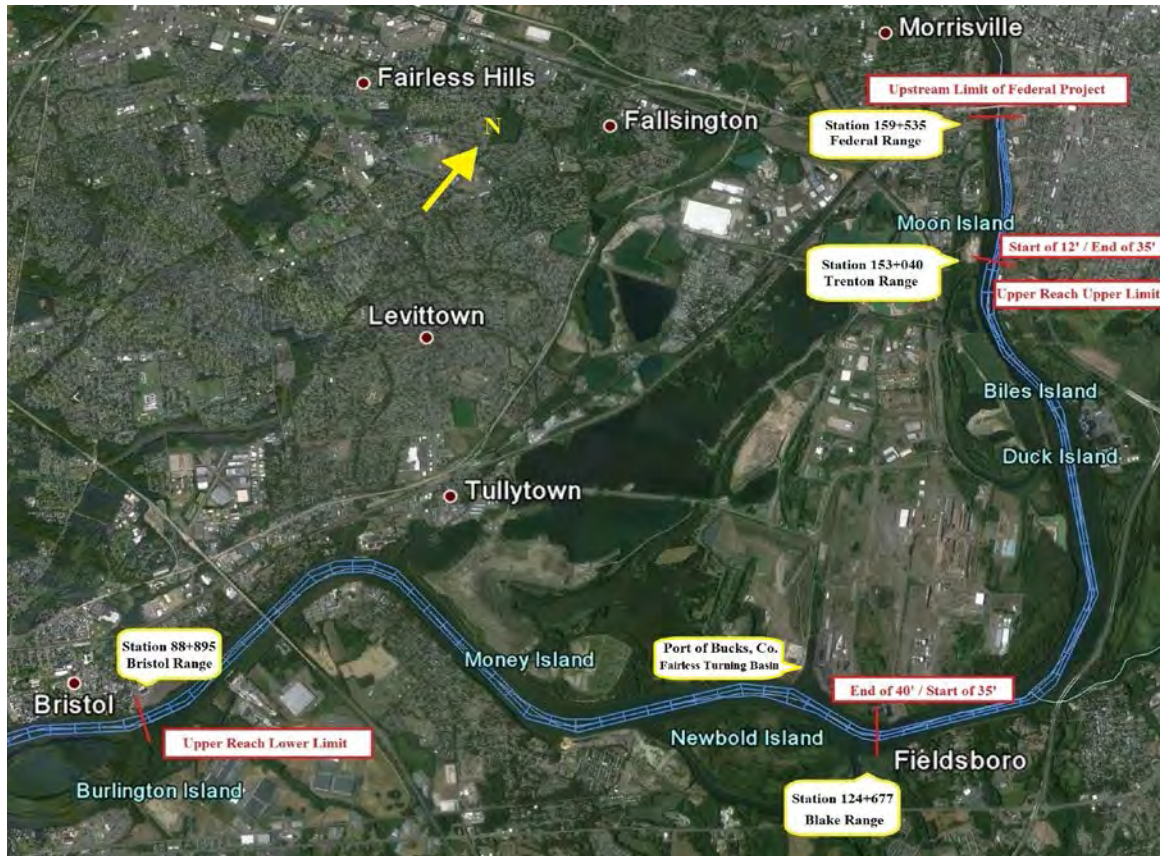 Morrisville
Fairless Hills
Upstream Limit of Federal Project
N
Fallsington
Station 159+535
Federal Range
Moon Island
Start of 12' / End of 35'
Station 153+040
Trenton Range
Upper Reach Upper Limit
Levittown
Biles Island
Duck Island
Tullytown
Station 88+895
Bristol Range
Port of Bucks, Co.
Fairless Turning Basin
Money Island
End of 40' / Start of 35'
Bristol
Upper Reach Lower Limit
Newbold Island
Fieldsboro
Burlington Island
Station 124+677
Blake Range